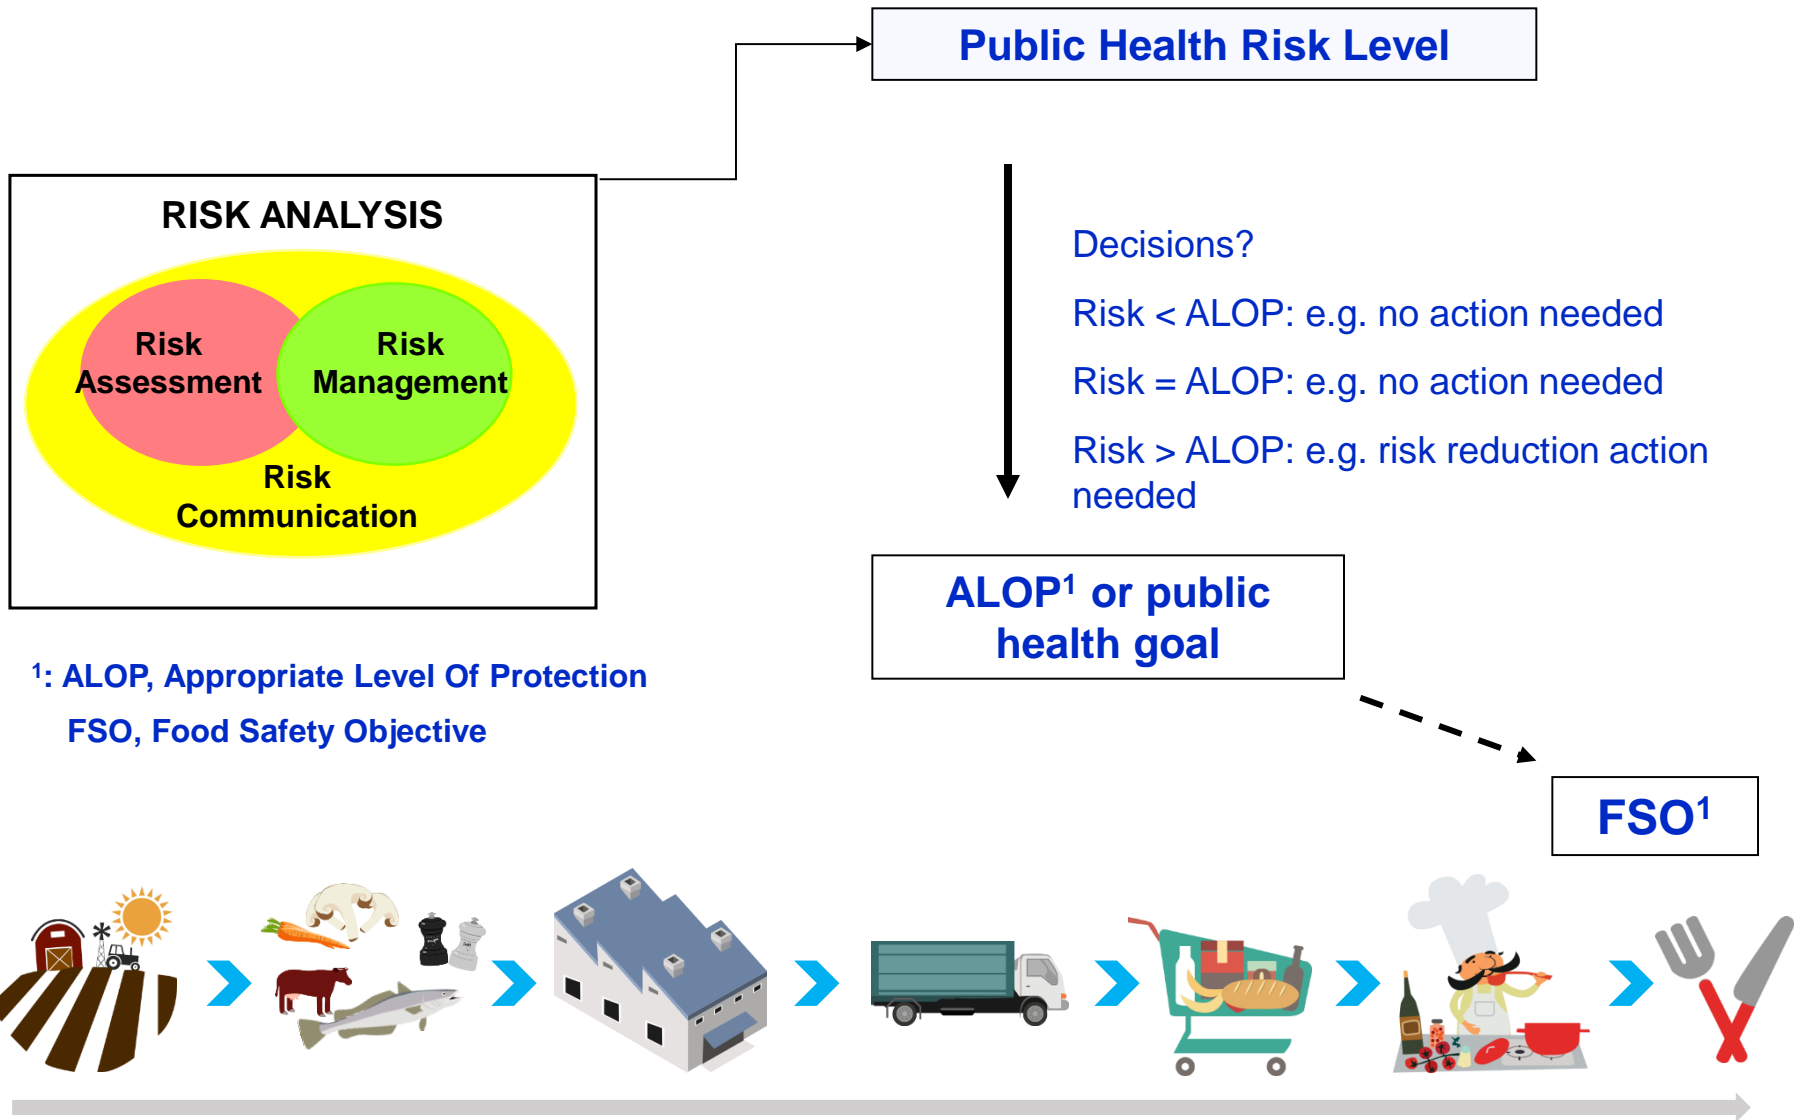 Public Health Risk Level
RISK ANALYSIS
Risk
Assessment
Risk
Management
Risk
Communication
Decisions?
Risk < ALOP: e.g. no action needed
Risk = ALOP: e.g. no action needed
Risk > ALOP: e.g. risk reduction action
needed
ALOP¹ or public
health goal
¹: ALOP, Appropriate Level Of Protection
FSO, Food Safety Objective
FSO¹